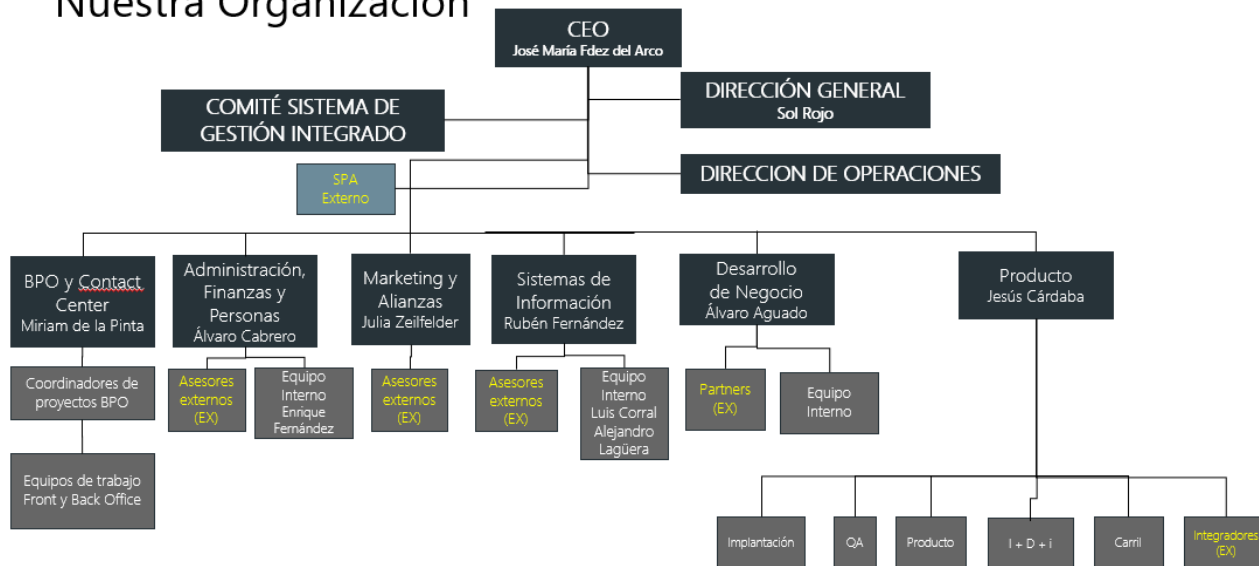 Nuestra Organización
CEO
José María Fdez del Arco
DIRECCIÓN GENERAL
Sol Rojo
COMITÉ SISTEMA DE
GESTIÓN INTEGRADO
DIRECCION DE OPERACIONES
SPA
Externo
BPO y Contact
Center
Miriam de la Pinta
Administración,
Finanzas y
Personas
Álvaro Cabrero
Marketing y
Alianzas
Julia Zeilfelder
Sistemas de
Información
Rubén Fernández
Desarrollo
de Negocio
Álvaro Aguado
Producto
Jesús Cárdaba
Coordinadores de
proyectos BPO
Asesores
externos
(EX)
Equipo
Interno
Enrique
Fernández
Asesores
externos
(EX)
Asesores
externos
(EX)
Equipo
Interno
Luis Corral
Alejandro
Lagüera
Partners
(EX)
Equipo
Interno
Equipos de trabajo
Front y Back Office
Implantación
QA
Producto
I + D + i
Carril
Integradores
(EX)